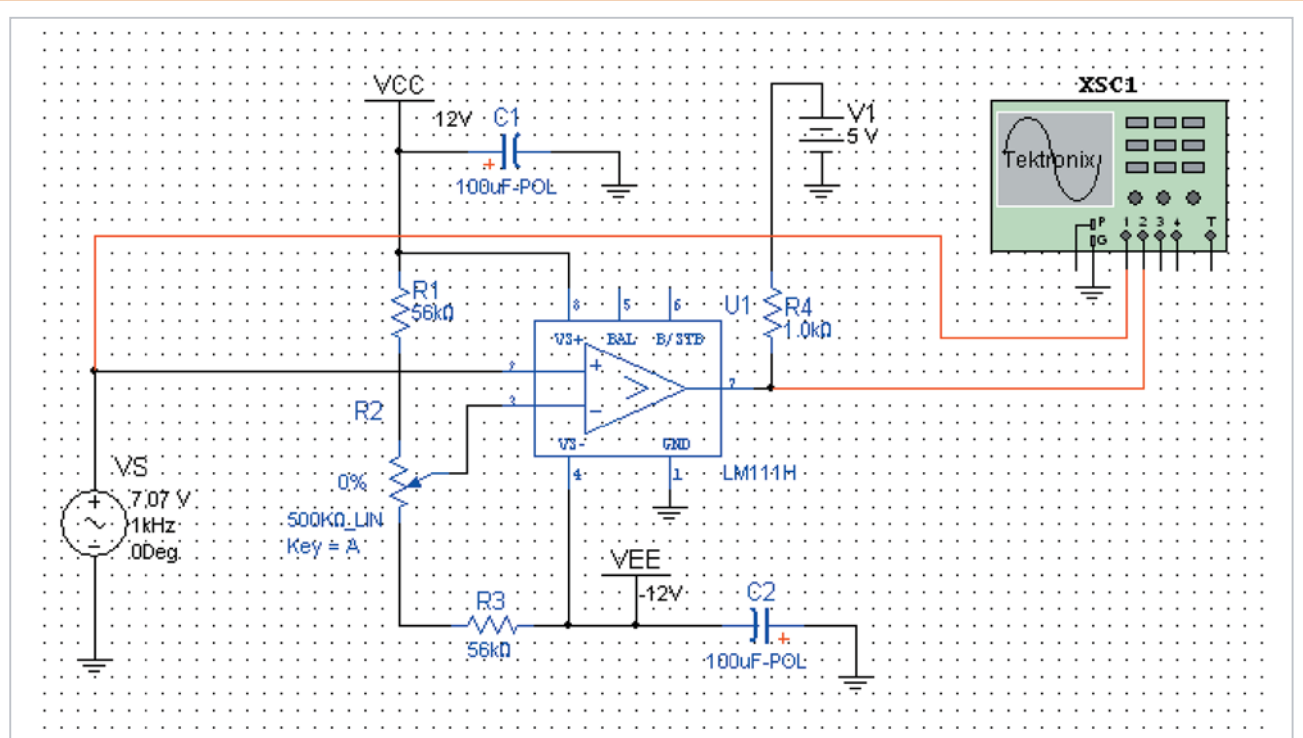 VCC
12V
C1
100uF-POL
V1
5 V
XSC1
Tektronix
P
G
1 2 3 4 T
R1
56kΩ
8
5
6
U1
R4
1.0kΩ
VS+
BAL
B/STB
2
3
7
R2
VS-
GND
4
1
LM111H
VS
7.07 V
1kHz
0Deg
0%
500KΩ_LIN
Key = A
VEE
-12V
R3
56kΩ
C2
100uF-POL